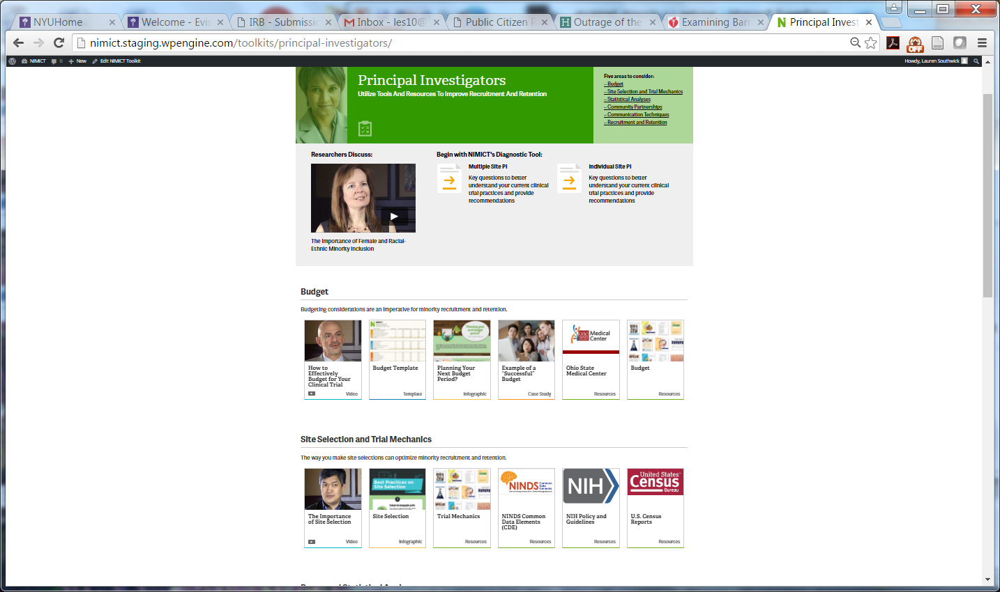 NYUHome
Welcome - Evis
IRB - Submissio
Inbox - les10@
Public Citizen
Outrage of the
Examining Barr
Principal Invest
nimict.staging.wpengine.com/toolkits/principal-investigators/
OFF
NIMICT
0
New
Edit NIMICT Toolkit
Howdy, Lauren Southwick
Principal Investigators
Utilize Tools And Resources To Improve Recruitment And Retention
Five areas to consider:
– Budget
– Site Selection and Trial Mechanics
– Statistical Analyses
– Community Partnerships
– Communication Techniques
– Recruitment and Retention
Researchers Discuss:
The Importance of Female and Racial-
Ethnic Minority Inclusion
Begin with NIMICT's Diagnostic Tool:
Multiple Site PI
Key questions to better
understand your current clinical
trial practices and provide
recommendations
Individual Site PI
Key questions to better
understand your current clinical
trial practices and provide
recommendations
Budget
Budgeting considerations are an imperative for minority recruitment and retention.
How to
Effectively
Budget for Your
Clinical Trial
Video
Budget Template
Template
Planning your
next budget
period?
Planning Your
Next Budget
Period?
Infographic
Example of a
"Successful"
Budget
Case Study
Medical
Center
Ohio State
Medical Center
Resources
Budget
Resources
Site Selection and Trial Mechanics
The way you make site selections can optimize minority recruitment and retention.
The Importance
of Site Selection
Video
Best Practices on
Site Selection
Site Selection
Infographic
Trial Mechanics
Resources
NINDS
Common
Data
Elements
NINDS Common
Data Elements
(CDE)
Resources
NIH
NIH Policy and
Guidelines
Resources
United States
Census
Bureau
U.S. Census
Reports
Resources